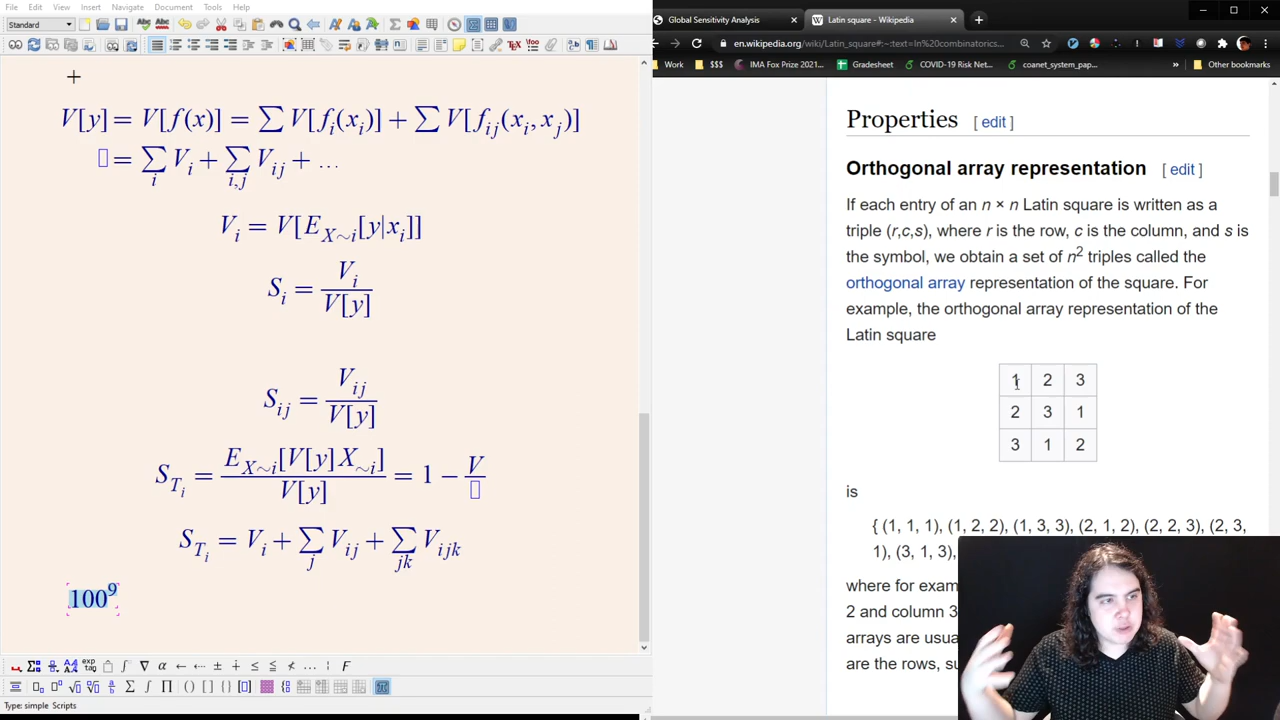 File Edit View Insert Navigate Document Tools Help
Standard
V[y] = V[f(x)] = ∑ V[f_i(x_i)] + ∑ V[f_ij(x_i, x_j)]
= ∑_i V_i + ∑_{i,j} V_ij + …
V_i = V[E_{X∼i}[y|x_i]]
S_i = V_i / V[y]
S_ij = V_ij / V[y]
S_{T_i} = E_{X∼i}[V[y] X_{∼i}] / V[y] = 1 − V / □
S_{T_i} = V_i + ∑_j V_ij + ∑_{jk} V_ijk
100^9
Type: simple Scripts
Global Sensitivity Analysis
Latin square - Wikipedia
en.wikipedia.org/wiki/Latin_square#:~:text=In%20combinatorics...
Work $$$ IMA Fox Prize 2021... Gradesheet COVID-19 Risk Net... coanet_system_pap... » Other bookmarks
Properties [ edit ]
Orthogonal array representation [ edit ]
If each entry of an n × n Latin square is written as a
triple (r,c,s), where r is the row, c is the column, and s is
the symbol, we obtain a set of n² triples called the
orthogonal array representation of the square. For
example, the orthogonal array representation of the
Latin square
1 2 3
2 3 1
3 1 2
is
{ (1, 1, 1), (1, 2, 2), (1, 3, 3), (2, 1, 2), (2, 2, 3), (2, 3,
1), (3, 1, 3),
where for exam
2 and column 3
arrays are usua
are the rows, su